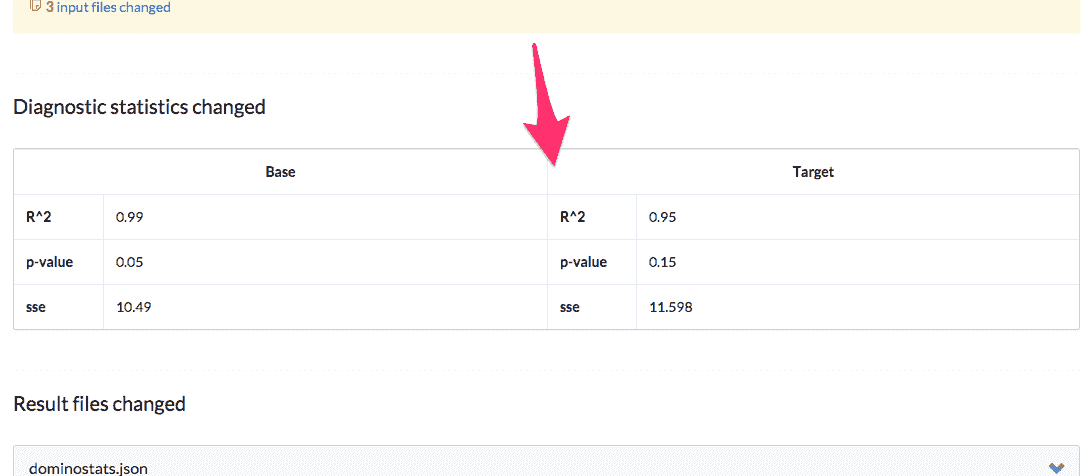 3 input files changed
Diagnostic statistics changed
Base Target
R^2 0.99 R^2 0.95
p-value 0.05 p-value 0.15
sse 10.49 sse 11.598
Result files changed
dominostats.json